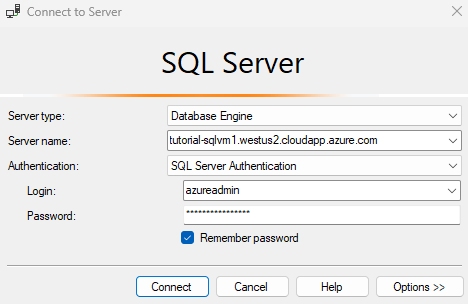 Connect to Server
SQL Server
Server type: Database Engine
Server name: tutorial-sqlvm1.westus2.cloudapp.azure.com
Authentication: SQL Server Authentication
Login: azureadmin
Password: ****************
Remember password
Connect Cancel Help Options >>